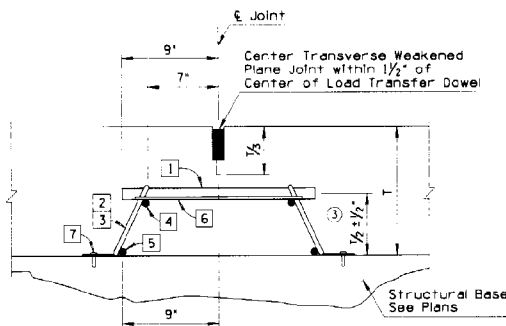 ℄ Joint
9"
Center Transverse Weakened
Plane Joint within 1½" of
Center of Load Transfer Dowel
7"
T/3
T
1
2
3
4
6
3
T/2 ± ½"
7
5
Structural Base
See Plans
9"